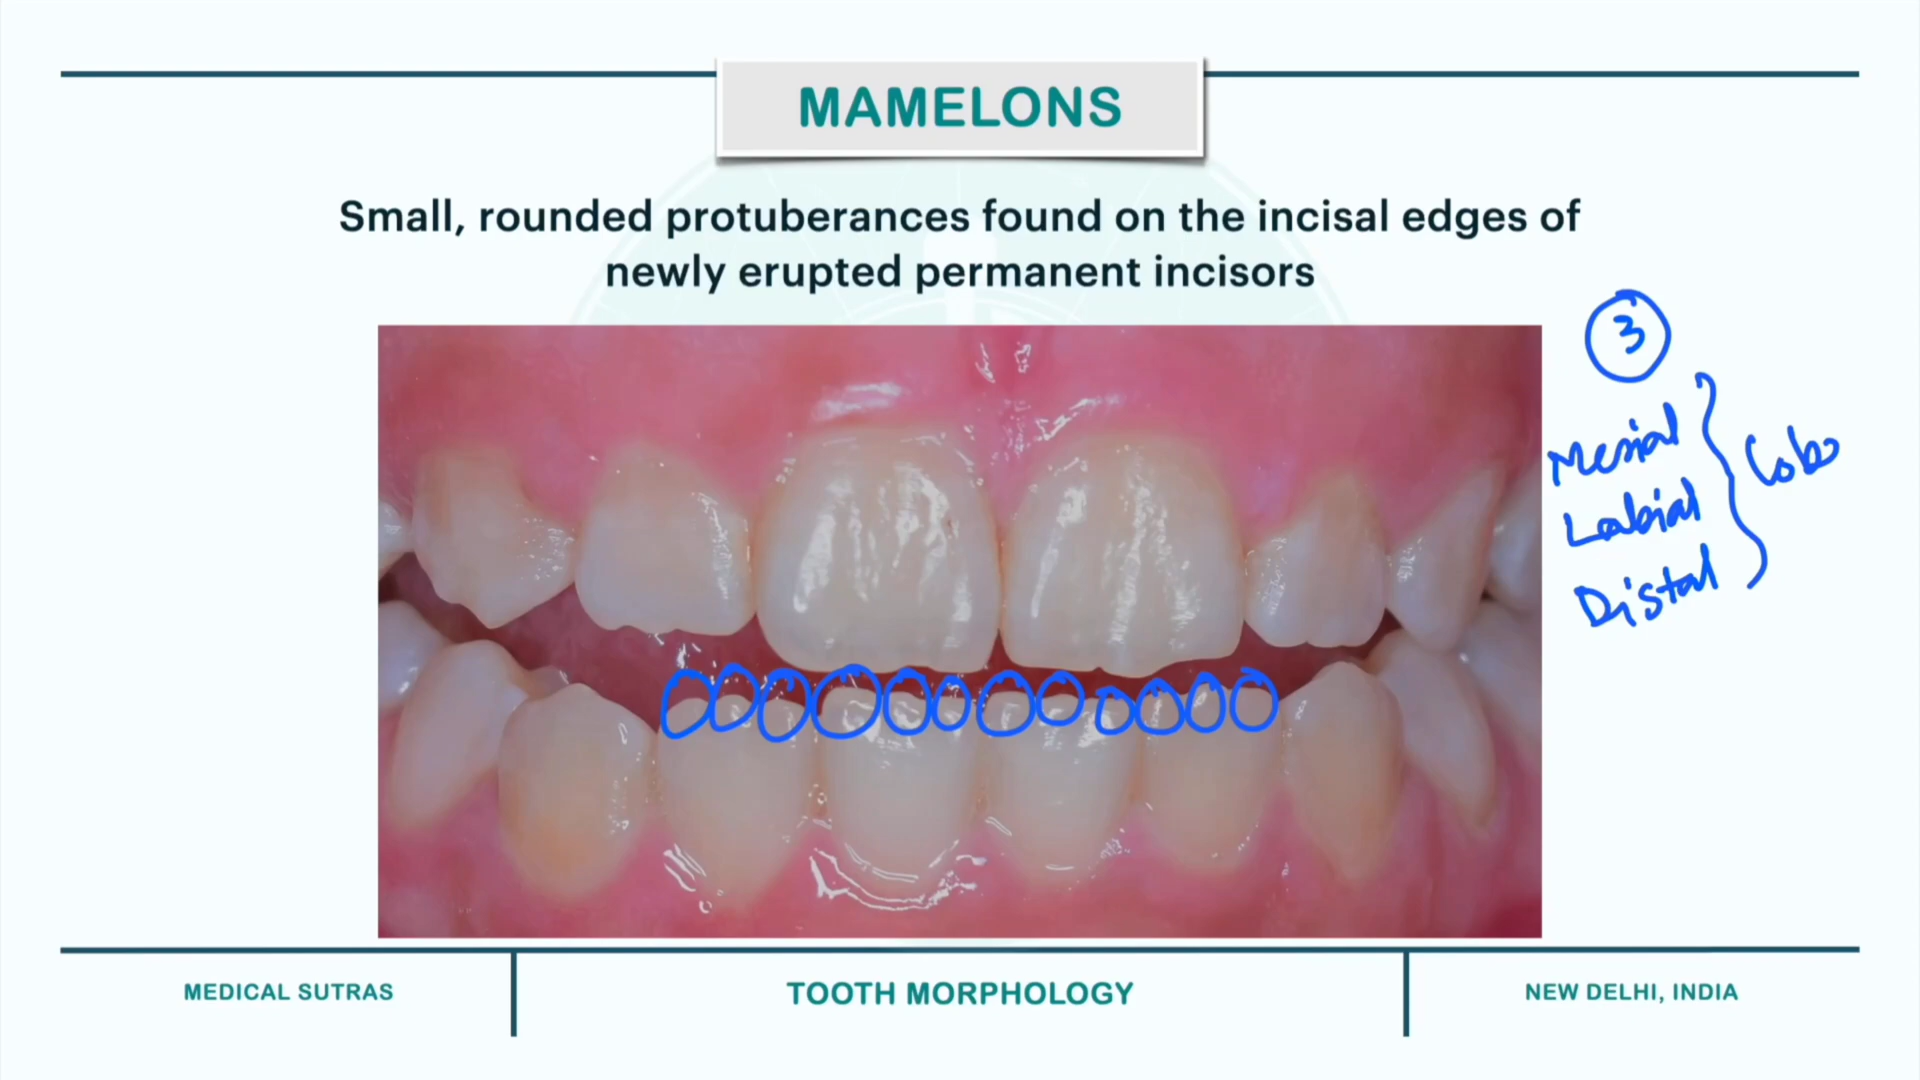 MAMELONS
Small, rounded protuberances found on the incisal edges of
newly erupted permanent incisors
3
Mesial
Labial
Distal
MEDICAL SUTRAS
TOOTH MORPHOLOGY
NEW DELHI, INDIA